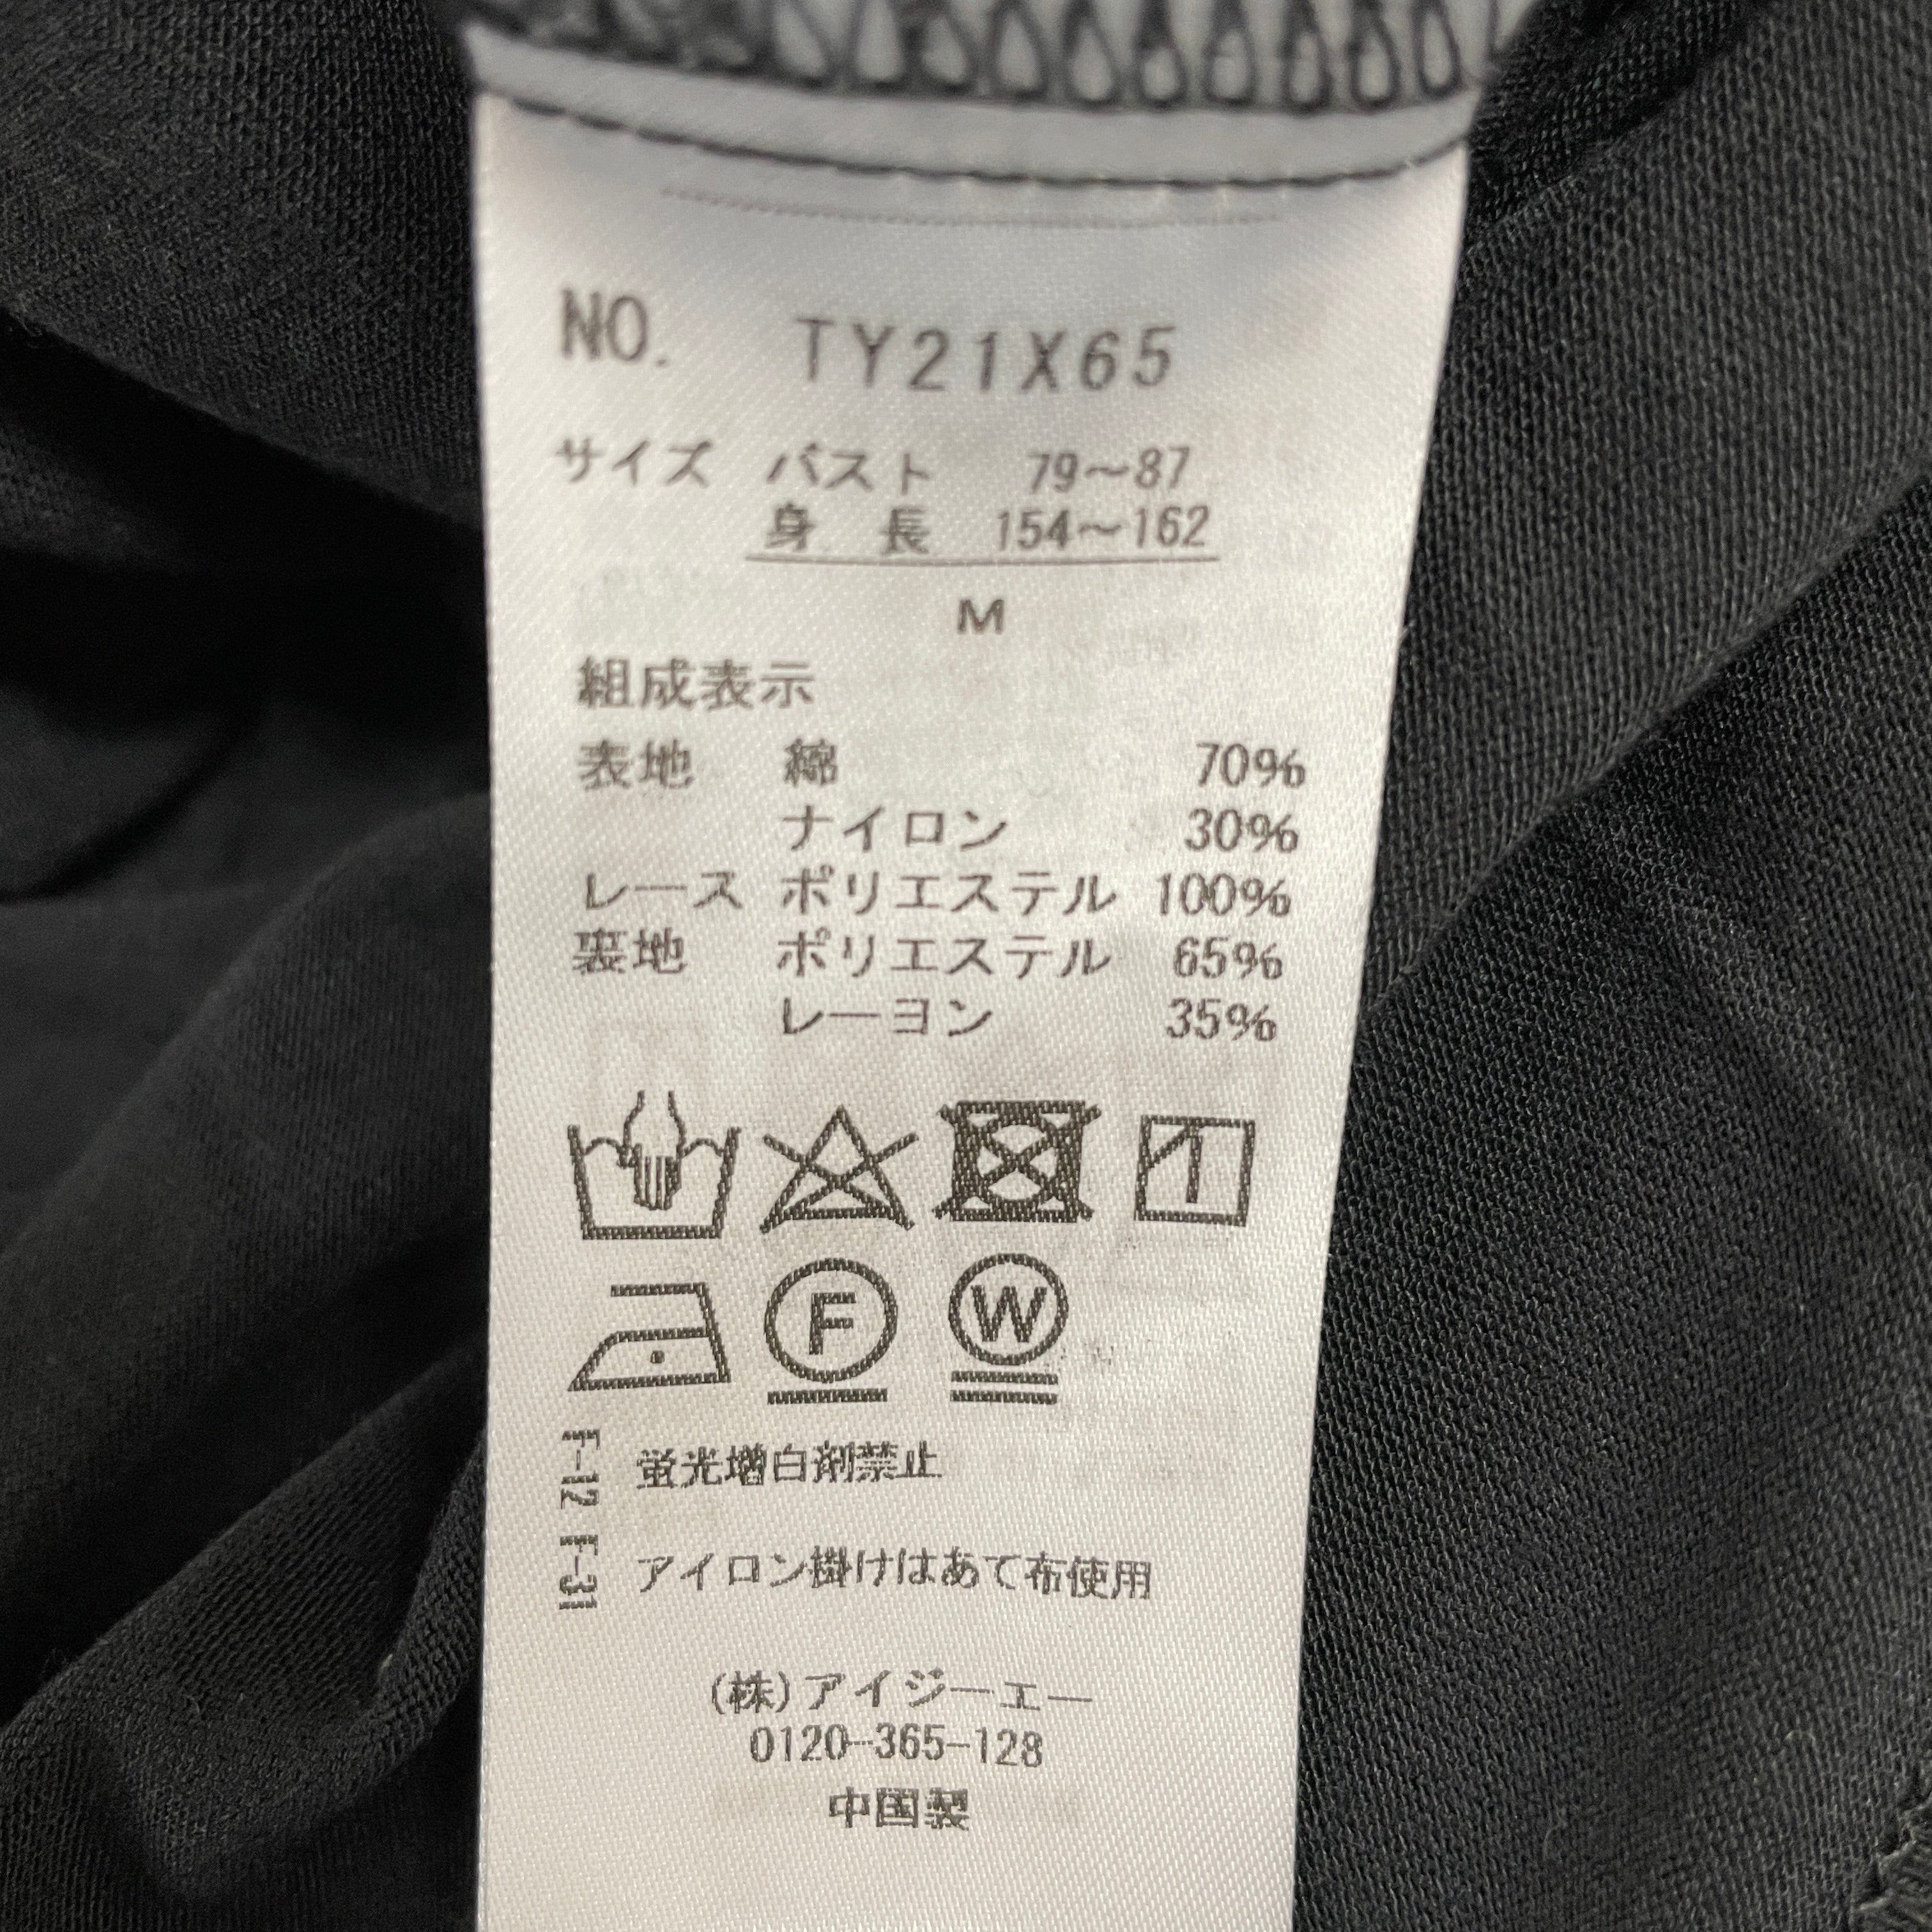 NO. TY21X65
サイズ バスト 79～87
身 長 154～162
M
組成表示
表地 綿 70%
ナイロン 30%
レース ポリエステル 100%
裏地 ポリエステル 65%
レーヨン 35%
F
W
F-12 F-31
蛍光増白剤禁止
アイロン掛けはあて布使用
(株)アイジーエー
0120-365-128
中国製